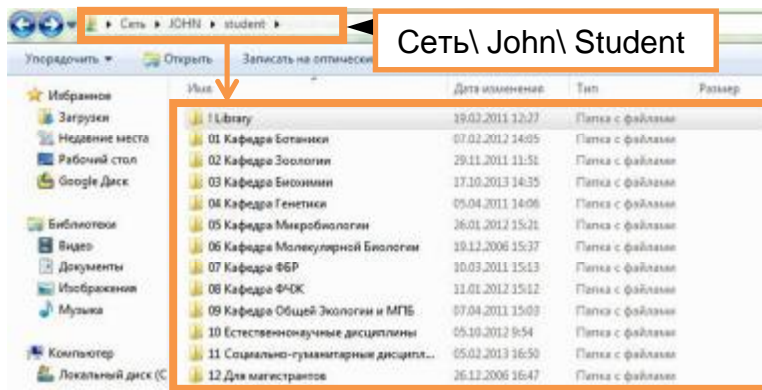 Сеть ▸ JOHN ▸ student ▸
Сеть\ John\ Student
Упорядочить Открыть Записать на оптически
Имя Дата изменения Тип Размер
Избранное
Загрузки
Недавние места
Рабочий стол
Google Диск
Библиотеки
Видео
Документы
Изображения
Музыка
Компьютер
Локальный диск (C
! Library 19.02.2011 12:27 Папка с файлами
01 Кафедра Ботаники 07.02.2012 14:05 Папка с файлами
02 Кафедра Зоологии 29.11.2011 11:51 Папка с файлами
03 Кафедра Биохимии 17.10.2013 14:35 Папка с файлами
04 Кафедра Генетики 05.04.2011 14:06 Папка с файлами
05 Кафедра Микробиологии 26.01.2012 15:21 Папка с файлами
06 Кафедра Молекулярной Биологии 19.12.2006 15:37 Папка с файлами
07 Кафедра ФБР 10.03.2011 15:13 Папка с файлами
08 Кафедра ФЧЖ 11.01.2012 15:12 Папка с файлами
09 Кафедра Общей Экологии и МПБ 07.04.2011 15:03 Папка с файлами
10 Естественнонаучные дисциплины 05.10.2012 9:54 Папка с файлами
11 Социально-гуманитарные дисципл... 05.02.2013 16:50 Папка с файлами
12 Для магистрантов 26.12.2006 16:47 Папка с файлами